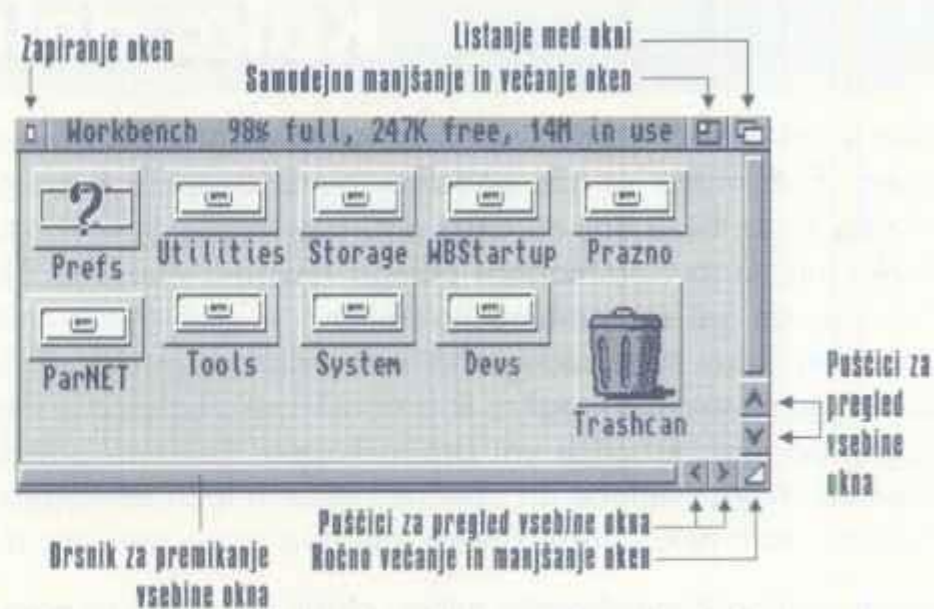 Zapiranje oken
Listanje med okni
Samodejno manjšanje in večanje oken
Workbench 98% full, 247K free, 14M in use
Prefs
Utilities
Storage
WBStartup
Prazno
ParNET
Tools
System
Devs
Trashcan
Puščici za
pregled
vsebine
okna
Puščici za pregled vsebine okna
Ročno večanje in manjšanje oken
Drsnik za premikanje
vsebine okna